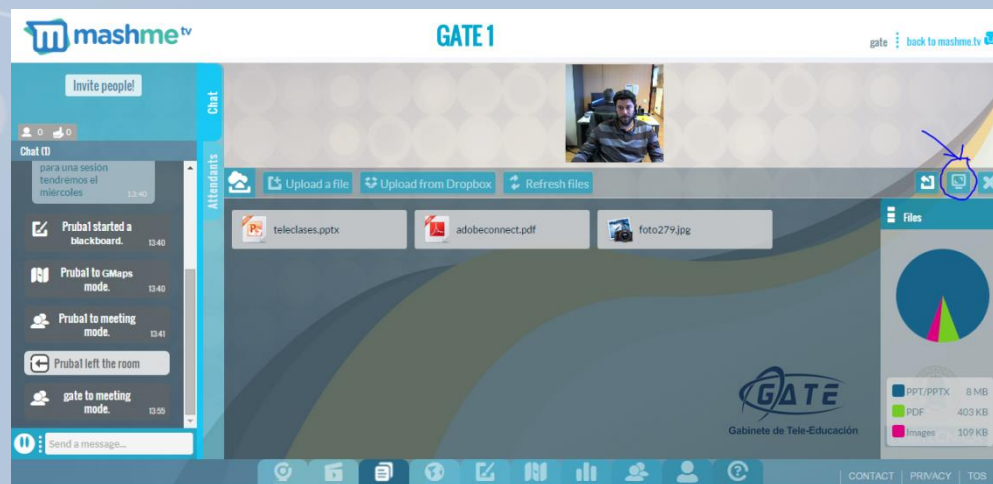 mashme tv
GATE 1
gate
back to mashme.tv
Invite people!
0 0
Chat (1)
Chat
Attendants
para una sesión
tendremos el
miércoles
13:40
Pruba1 started a
blackboard.
13:40
Pruba1 to GMaps
mode.
13:40
Pruba1 to meeting
mode.
13:41
Pruba1 left the room
gate to meeting
mode.
13:55
Send a message...
Upload a file
Upload from Dropbox
Refresh files
teleclases.pptx
adobeconnect.pdf
foto279.jpg
Files
PPT/PPTX 8 MB
PDF 403 KB
Images 109 KB
GATE
Gabinete de Tele-Educación
CONTACT | PRIVACY | TOS